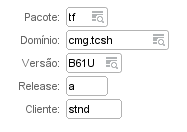 Pacote: tf
Domínio: cmg.tcsh
Versão: B61U
Release: a
Cliente: stnd